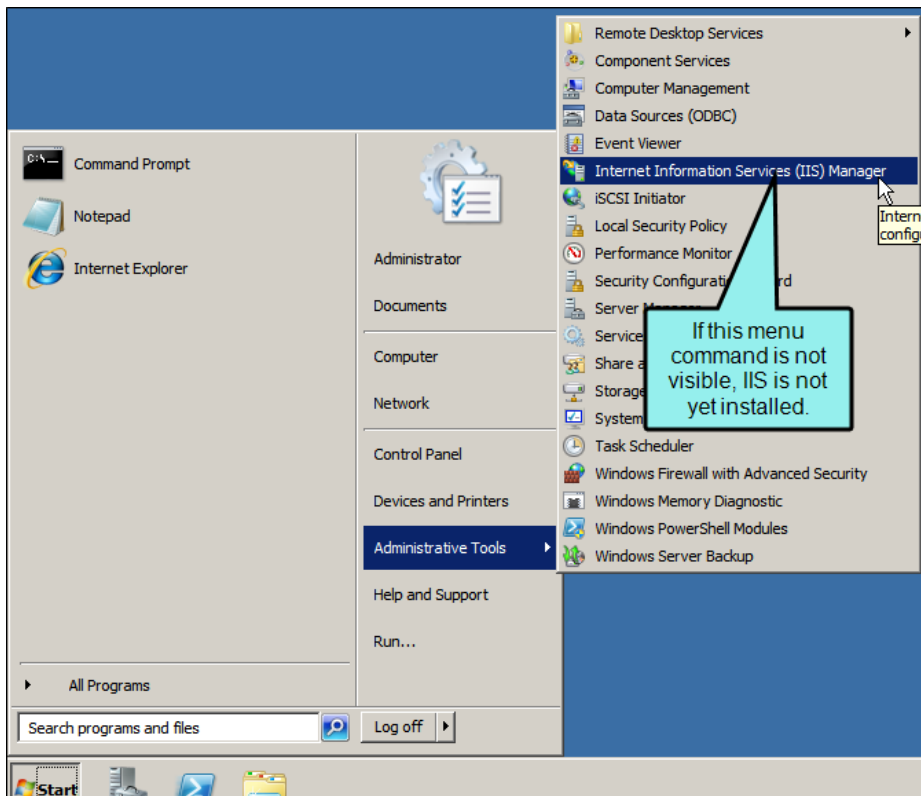 Remote Desktop Services
Component Services
Computer Management
Data Sources (ODBC)
Event Viewer
Internet Information Services (IIS) Manager
iSCSI Initiator
Local Security Policy
Performance Monitor
Security
Server
Share
Storage
System
Task Scheduler
Windows Firewall with Advanced Security
Windows Memory Diagnostic
Windows PowerShell Modules
Windows Server Backup
If this menu
command is not
visible, IIS is not
yet installed.
C:\
Command Prompt
Notepad
Internet Explorer
Administrator
Documents
Computer
Network
Control Panel
Devices and Printers
Administrative Tools
Help and Support
Run...
All Programs
Search programs and files
Log off
Start